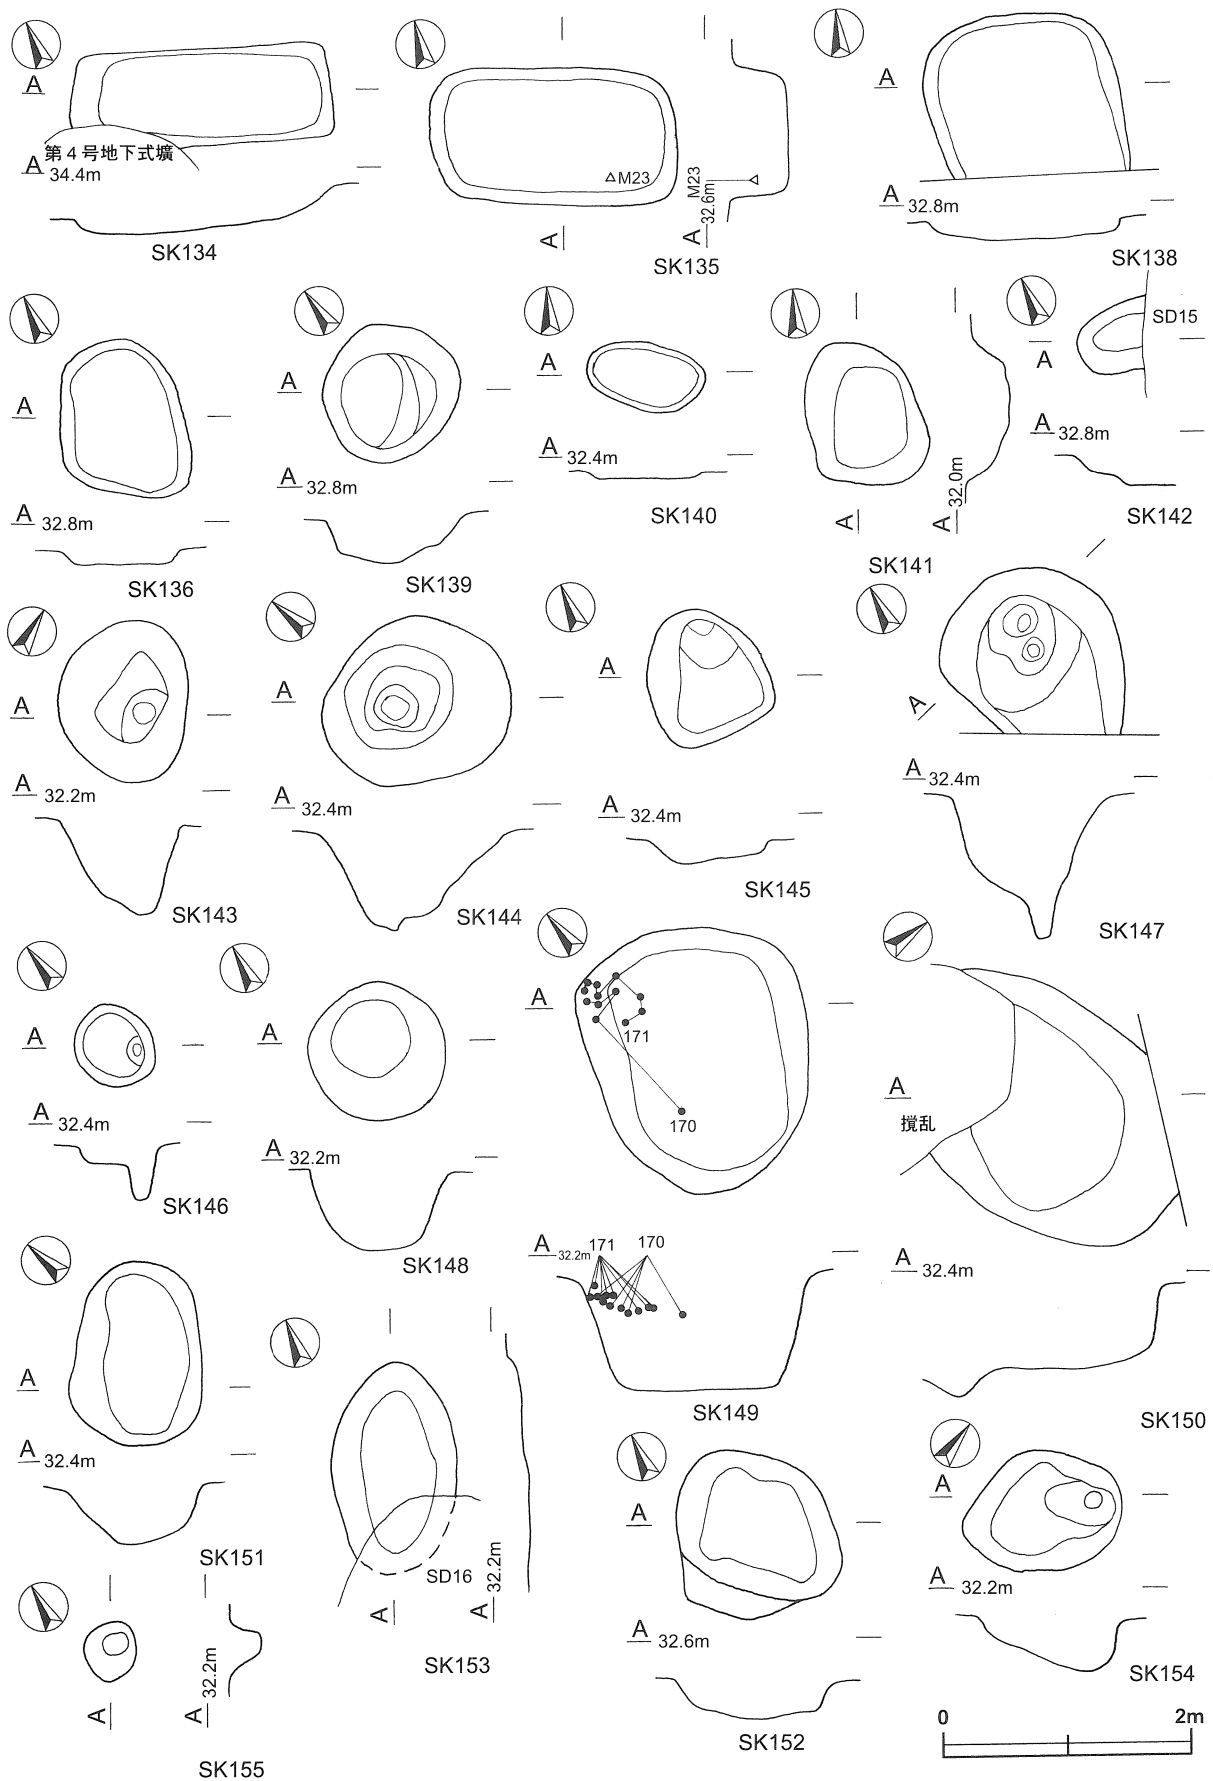 A
第4号地下式壙
A 34.4m
SK134
M23
M23
A
A 32.6m
SK135
A
A 32.8m
SK138
A
A 32.8m
SK136
A
A 32.8m
SK139
A
A 32.4m
SK140
A
A 32.0m
SK141
SD15
A
A 32.8m
SK142
A
A 32.2m
SK143
A
A 32.4m
SK144
A
A 32.4m
SK145
A
A 32.4m
SK147
A
A 32.4m
SK146
A
A 32.2m
SK148
A
171
170
A 32.2m 171 170
SK149
A
撹乱
A 32.4m
SK150
A
A 32.4m
SK151
SD16
A
A 32.2m
SK153
A
A 32.6m
SK152
A
A 32.2m
SK154
A
A 32.2m
SK155
0 2m